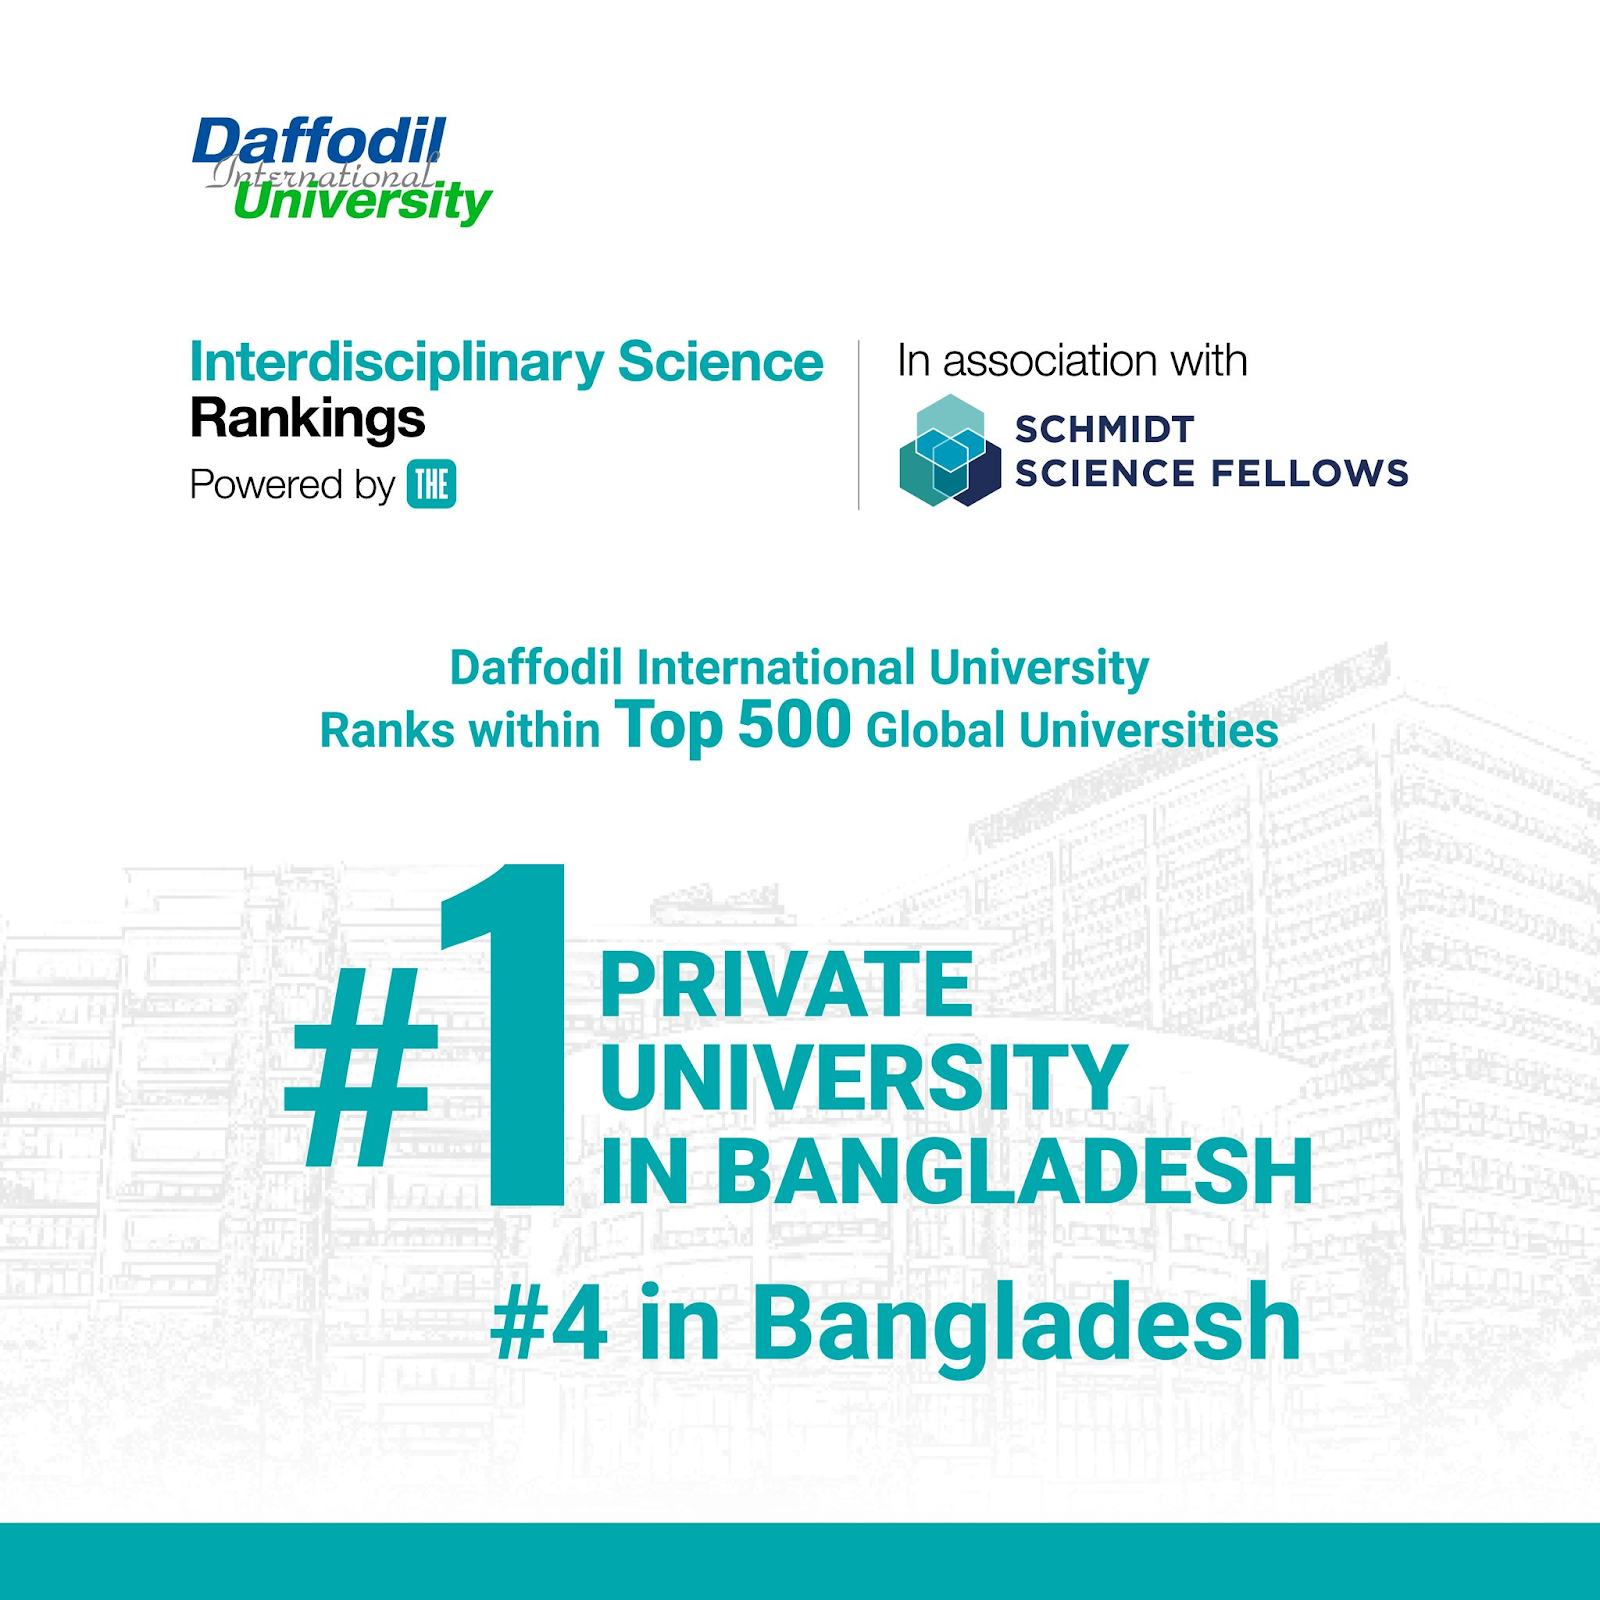 Daffodil
International
University
Interdisciplinary Science
Rankings
Powered by THE
In association with
SCHMIDT
SCIENCE FELLOWS
Daffodil International University
Ranks within Top 500 Global Universities
#1 PRIVATE
UNIVERSITY
IN BANGLADESH
#4 in Bangladesh